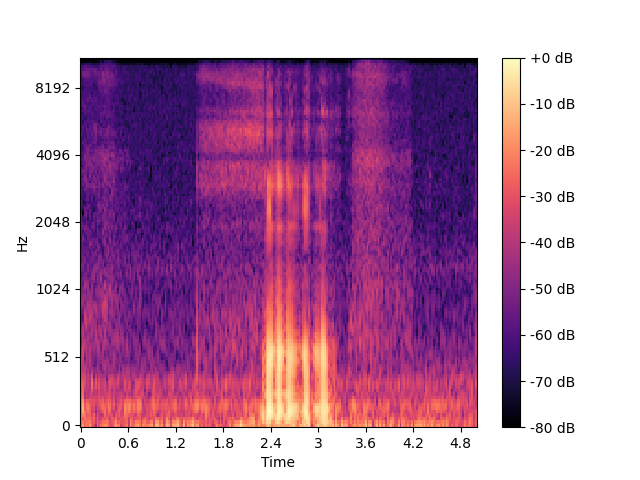 8192
4096
2048
1024
512
0
Hz
0 0.6 1.2 1.8 2.4 3 3.6 4.2 4.8
Time
+0 dB
-10 dB
-20 dB
-30 dB
-40 dB
-50 dB
-60 dB
-70 dB
-80 dB